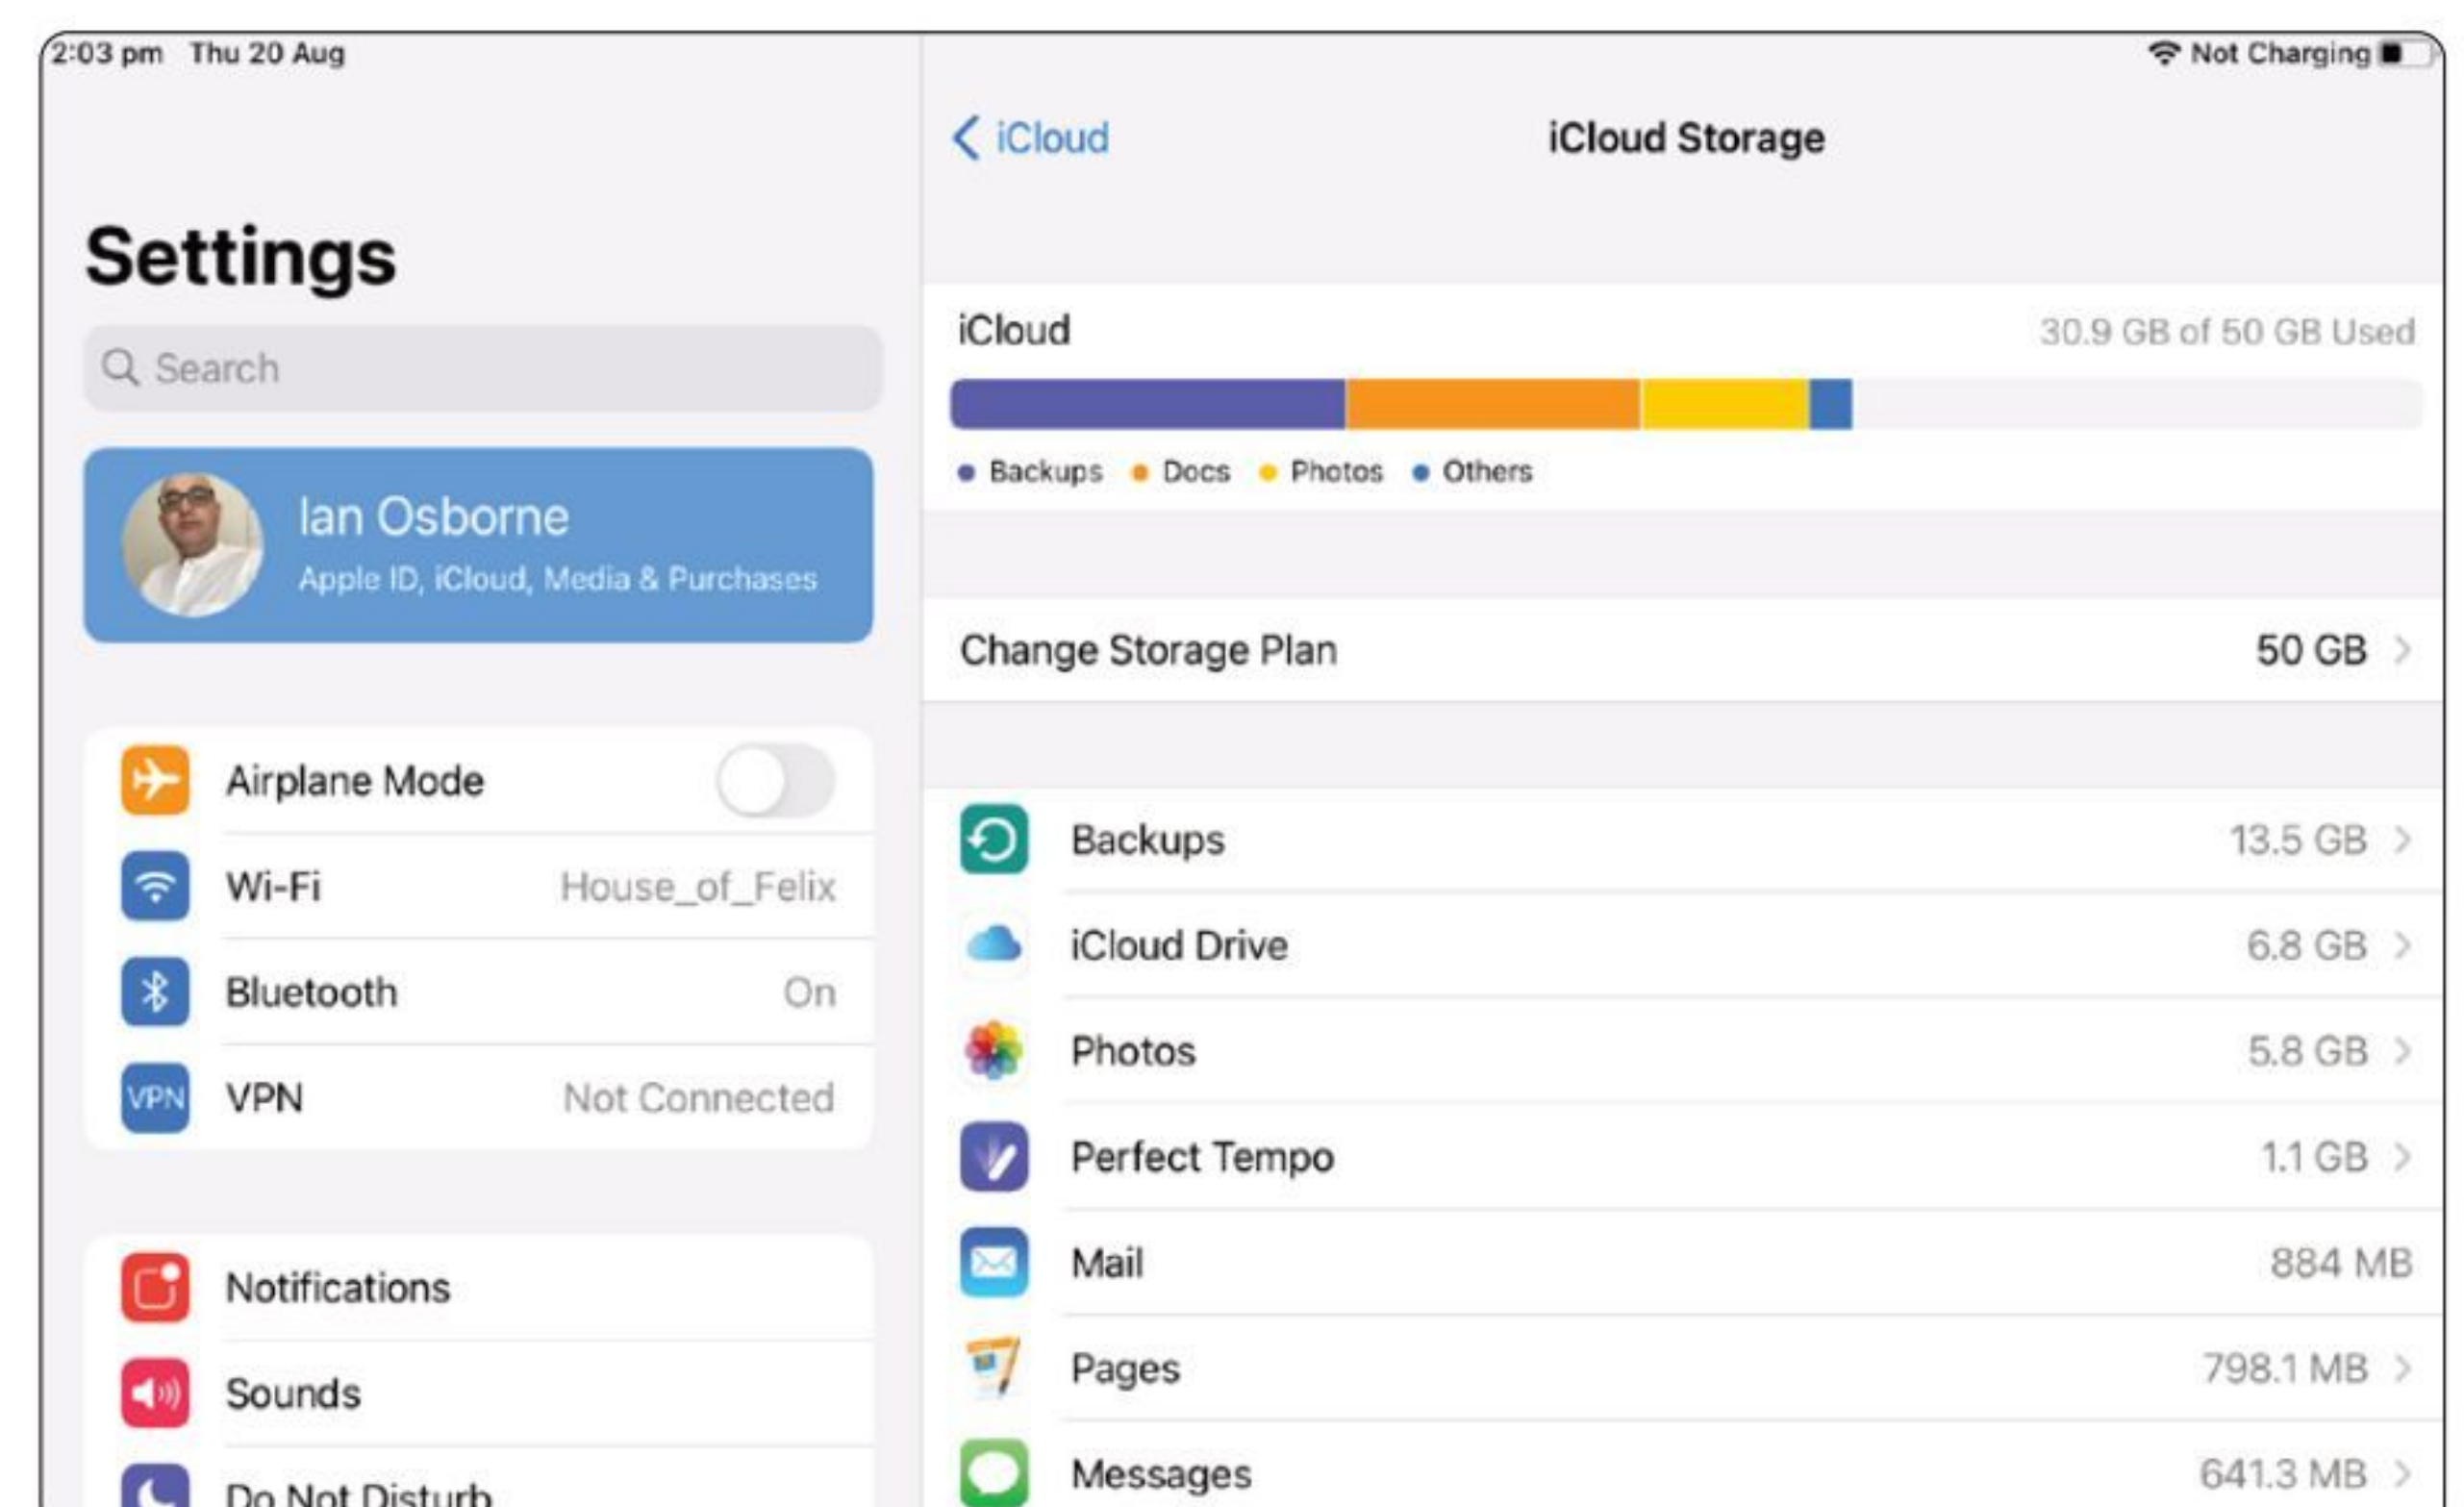 2:03 pm Thu 20 Aug
Not Charging
Settings
Search
Ian Osborne
Apple ID, iCloud, Media & Purchases
Airplane Mode
Wi-Fi House_of_Felix
Bluetooth On
VPN VPN Not Connected
Notifications
Sounds
Do Not Disturb
iCloud iCloud Storage
iCloud 30.9 GB of 50 GB Used
Backups Docs Photos Others
Change Storage Plan 50 GB
Backups 13.5 GB
iCloud Drive 6.8 GB
Photos 5.8 GB
Perfect Tempo 1.1 GB
Mail 884 MB
Pages 798.1 MB
Messages 641.3 MB